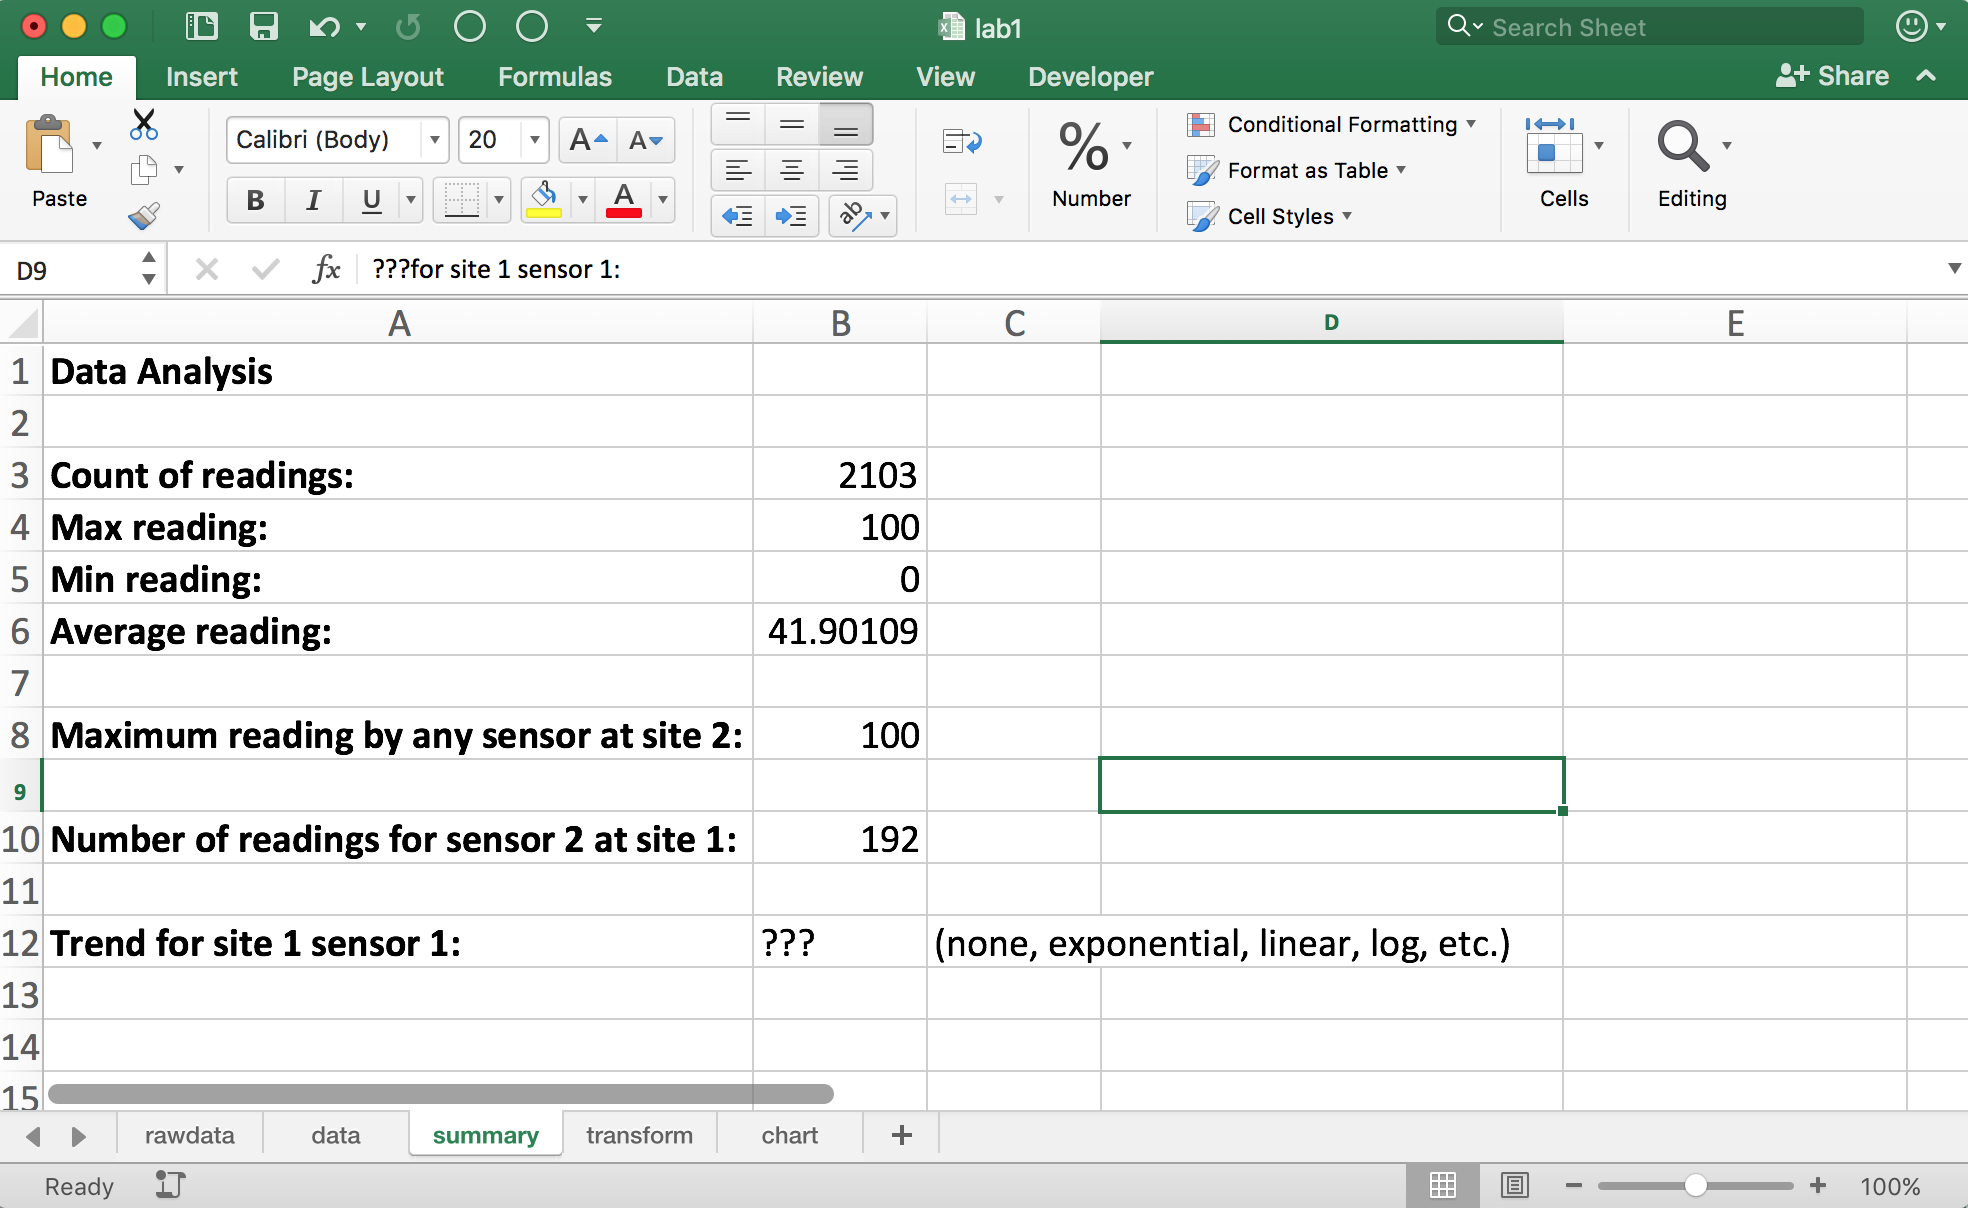 lab1
Search Sheet
Home Insert Page Layout Formulas Data Review View Developer Share
Paste
Calibri (Body) 20 A A
B I U A
ab
% Number
Conditional Formatting
Format as Table
Cell Styles
Cells
Editing
D9 fx ???for site 1 sensor 1:
A B C D E
1 Data Analysis
2
3 Count of readings: 2103
4 Max reading: 100
5 Min reading: 0
6 Average reading: 41.90109
7
8 Maximum reading by any sensor at site 2: 100
9
10 Number of readings for sensor 2 at site 1: 192
11
12 Trend for site 1 sensor 1: ??? (none, exponential, linear, log, etc.)
13
14
15
rawdata data summary transform chart +
Ready 100%